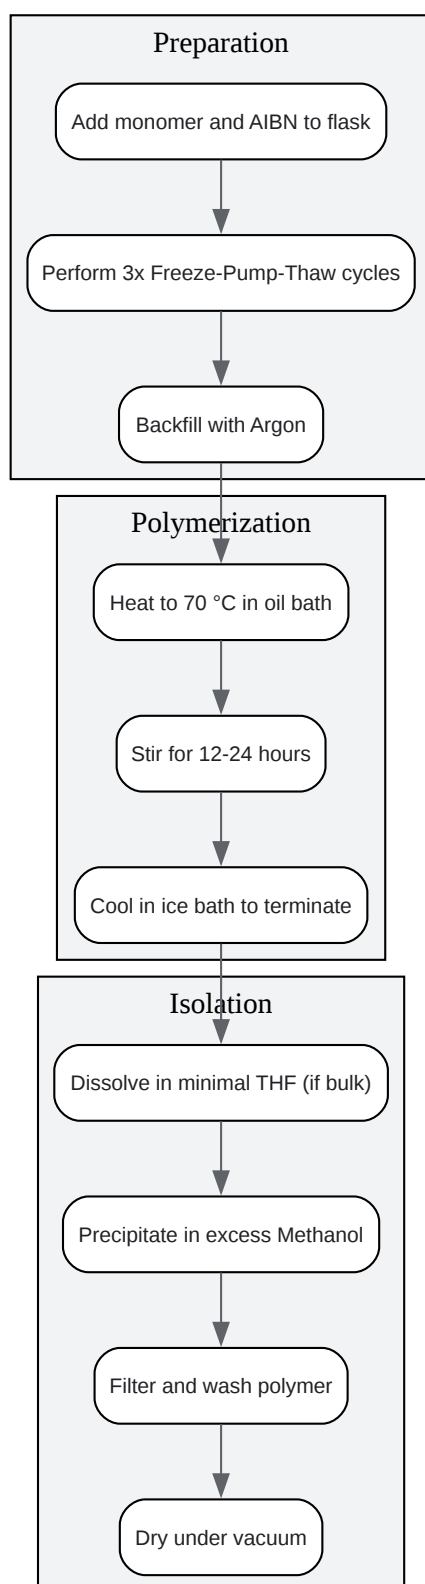 Preparation
Add monomer and AIBN to flask
Perform 3x Freeze-Pump-Thaw cycles
Backfill with Argon
Polymerization
Heat to 70 °C in oil bath
Stir for 12-24 hours
Cool in ice bath to terminate
Isolation
Dissolve in minimal THF (if bulk)
Precipitate in excess Methanol
Filter and wash polymer
Dry under vacuum